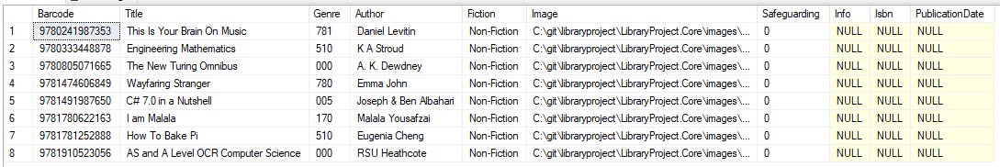 Barcode Title Genre Author Fiction Image Safeguarding Info Isbn PublicationDate
1 9780241987353 This Is Your Brain On Music 781 Daniel Levitin Non-Fiction C:\git\libraryproject\LibraryProject.Core\images\... 0 NULL NULL NULL
2 9780333448878 Engineering Mathematics 510 K A Stroud Non-Fiction C:\git\libraryproject\LibraryProject.Core\images\... 0 NULL NULL NULL
3 9780805071665 The New Turing Omnibus 000 A. K. Dewdney Non-Fiction C:\git\libraryproject\LibraryProject.Core\images\... 0 NULL NULL NULL
4 9781474606849 Wayfaring Stranger 780 Emma John Non-Fiction C:\git\libraryproject\LibraryProject.Core\images\... 0 NULL NULL NULL
5 9781491987650 C# 7.0 in a Nutshell 005 Joseph & Ben Albahari Non-Fiction C:\git\libraryproject\LibraryProject.Core\images\... 0 NULL NULL NULL
6 9781780622163 I am Malala 170 Malala Yousafzai Non-Fiction C:\git\libraryproject\LibraryProject.Core\images\... 0 NULL NULL NULL
7 9781781252888 How To Bake Pi 510 Eugenia Cheng Non-Fiction C:\git\libraryproject\LibraryProject.Core\images\... 0 NULL NULL NULL
8 9781910523056 AS and A Level OCR Computer Science 000 RSU Heathcote Non-Fiction C:\git\libraryproject\LibraryProject.Core\images\... 0 NULL NULL NULL